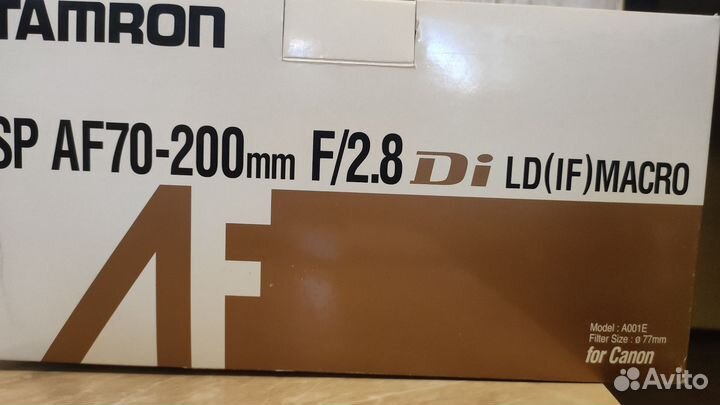 TAMRON
SP AF70-200mm F/2.8 Di LD(IF)MACRO
AF
Model : A001E
Filter Size : ø 77mm
for Canon
Avito